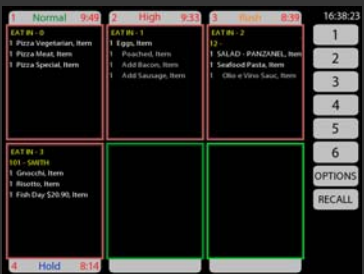 1 Normal 9:49
EAT IN - 0
1 Pizza Vegetarian, Item
1 Pizza Meat, Item
1 Pizza Special, Item
2 High 9:33
EAT IN - 1
1 Eggs, Item
1 Poached, Item
1 Add Bacon, Item
1 Add Sausage, Item
3 Rush 8:39
EAT IN - 2
12 -
1 SALAD - PANZANEL, Item
1 Seafood Pasta, Item
1 Olio e Vino Sauc, Item
16:38:23
1
2
3
4
5
6
OPTIONS
RECALL
EAT IN - 3
101 - SMITH
1 Gnocchi, Item
1 Risotto, Item
1 Fish Day $20.90, Item
4 Hold 8:14